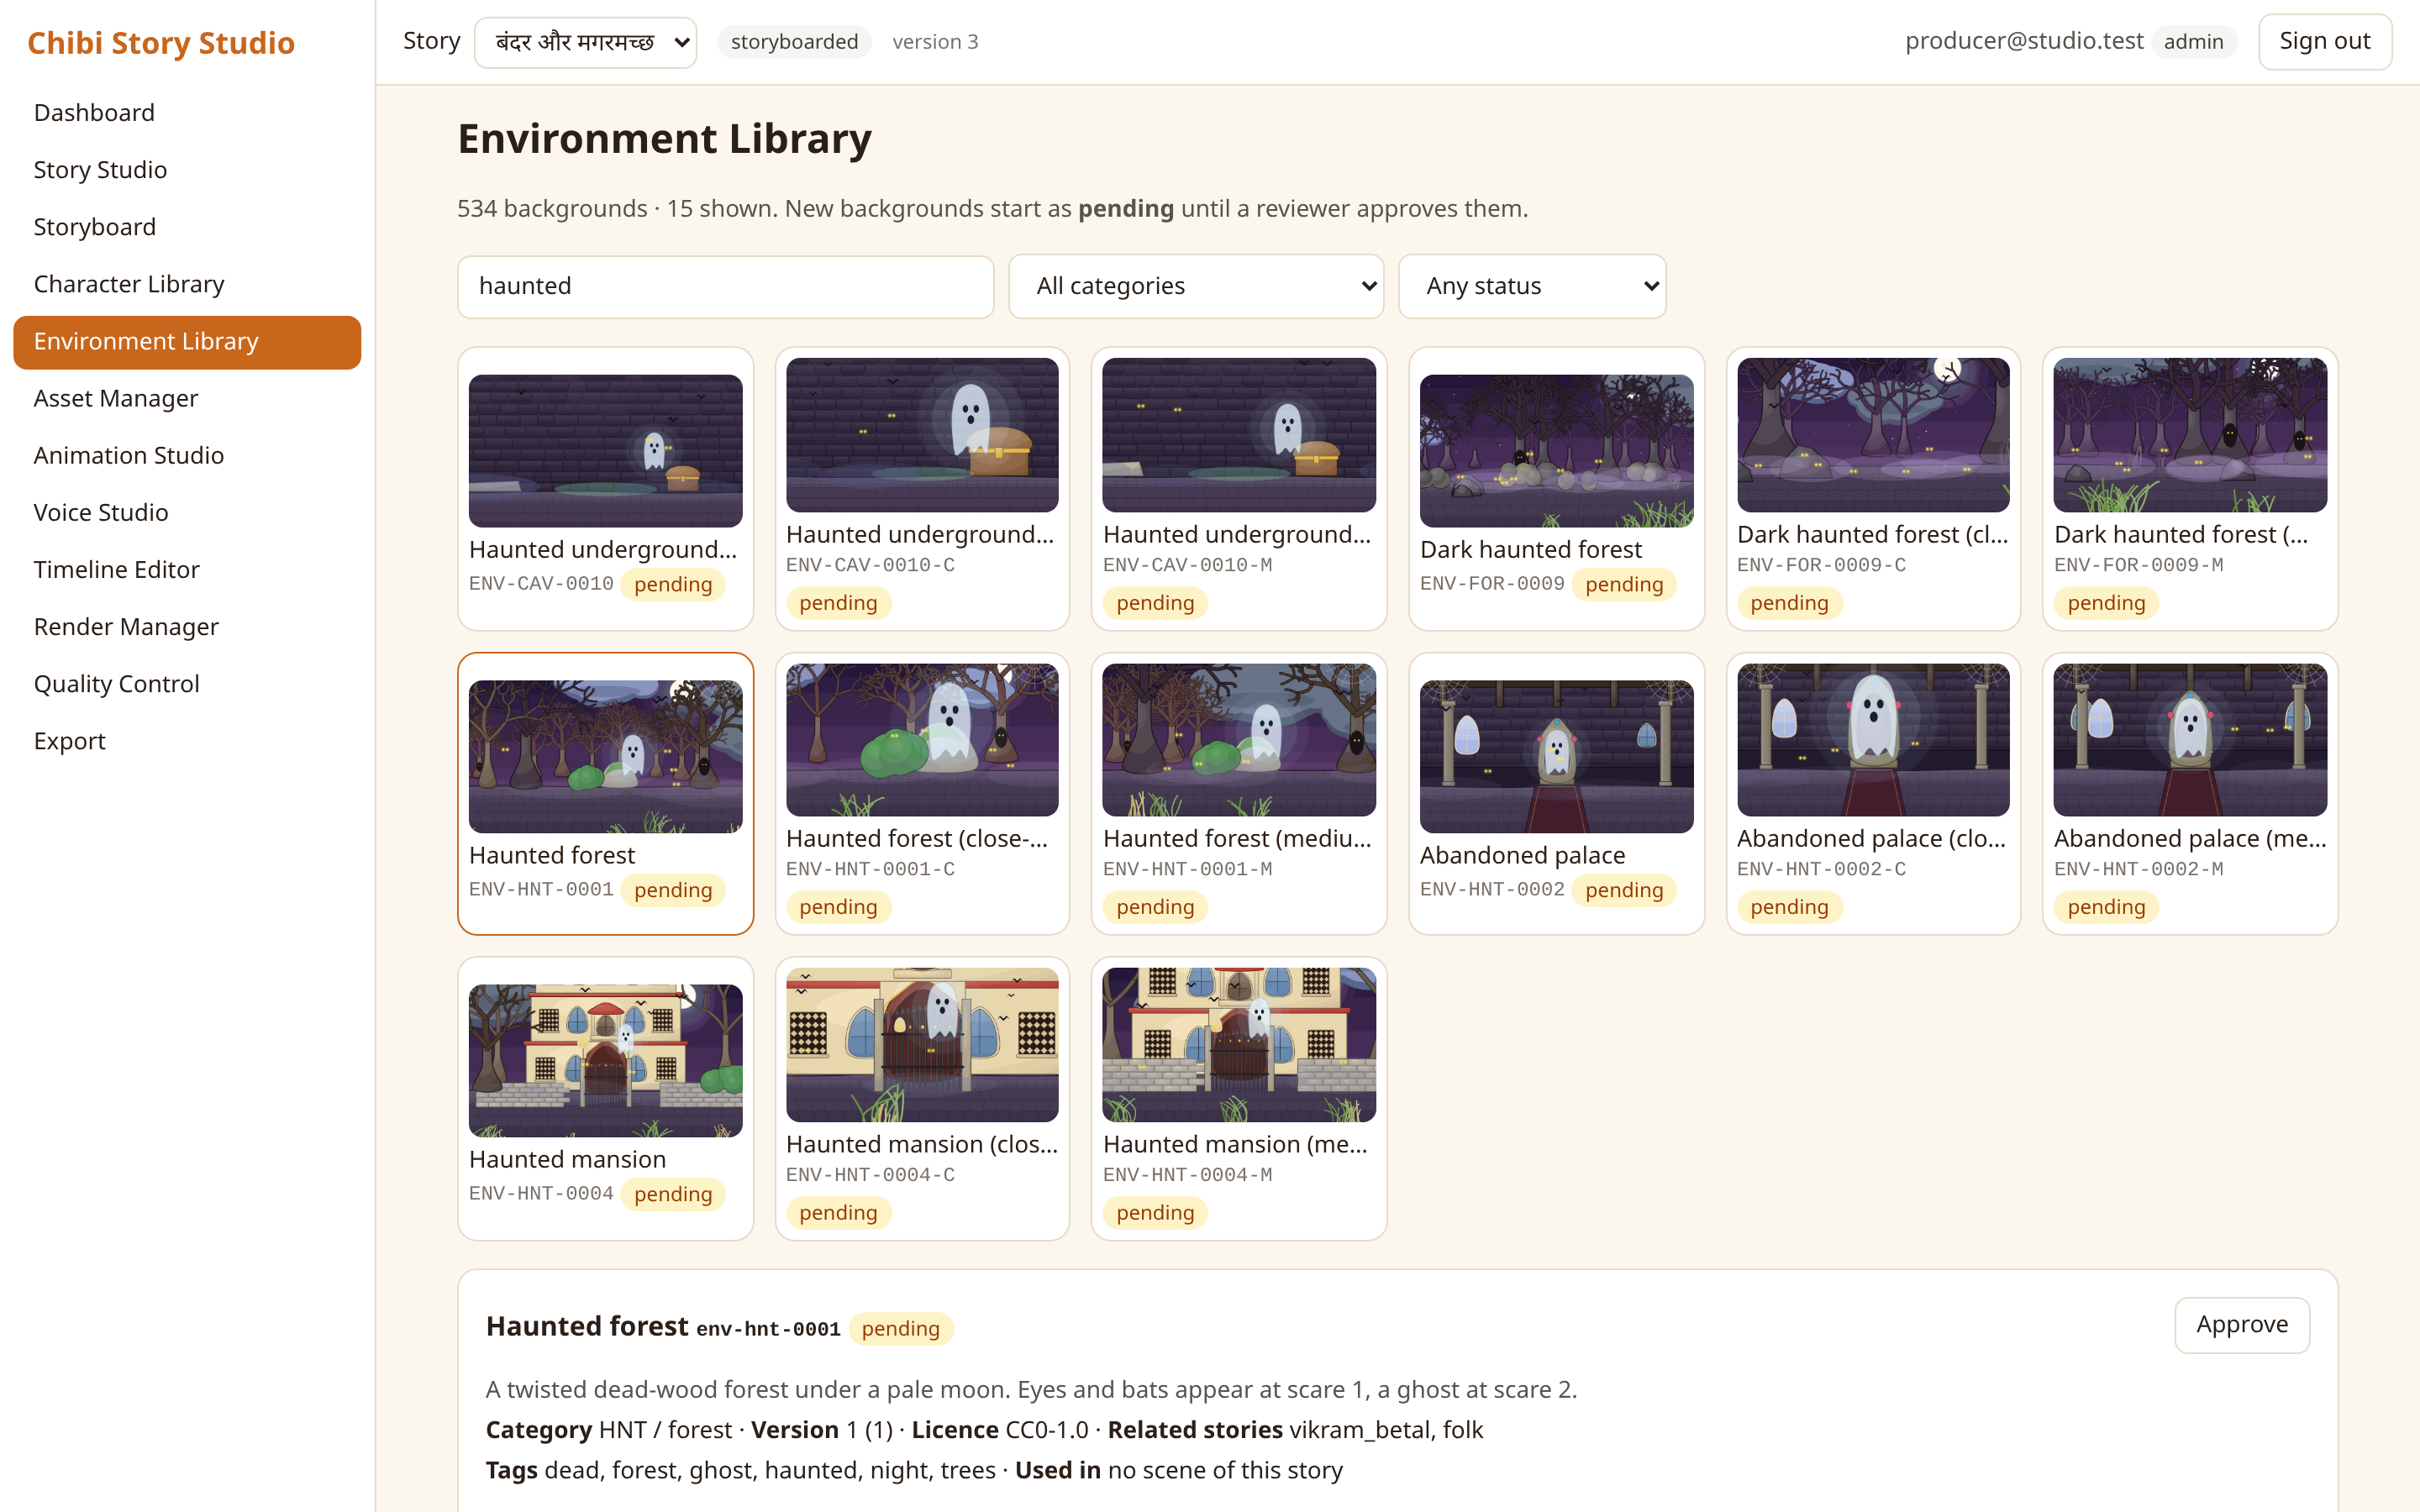 Chibi Story Studio
Dashboard
Story Studio
Storyboard
Character Library
Environment Library
Asset Manager
Animation Studio
Voice Studio
Timeline Editor
Render Manager
Quality Control
Export
Story बंदर और मगरमच्छ storyboarded version 3 producer@studio.test admin Sign out
Environment Library
534 backgrounds · 15 shown. New backgrounds start as pending until a reviewer approves them.
haunted All categories Any status
Haunted underground...
ENV-CAV-0010 pending
Haunted underground...
ENV-CAV-0010-C
pending
Haunted underground...
ENV-CAV-0010-M
pending
Dark haunted forest
ENV-FOR-0009 pending
Dark haunted forest (cl...
ENV-FOR-0009-C
pending
Dark haunted forest (...
ENV-FOR-0009-M
pending
Haunted forest
ENV-HNT-0001 pending
Haunted forest (close-...
ENV-HNT-0001-C
pending
Haunted forest (mediu...
ENV-HNT-0001-M
pending
Abandoned palace
ENV-HNT-0002 pending
Abandoned palace (clo...
ENV-HNT-0002-C
pending
Abandoned palace (me...
ENV-HNT-0002-M
pending
Haunted mansion
ENV-HNT-0004 pending
Haunted mansion (clos...
ENV-HNT-0004-C
pending
Haunted mansion (me...
ENV-HNT-0004-M
pending
Haunted forest env-hnt-0001 pending Approve
A twisted dead-wood forest under a pale moon. Eyes and bats appear at scare 1, a ghost at scare 2.
Category HNT / forest · Version 1 (1) · Licence CC0-1.0 · Related stories vikram_betal, folk
Tags dead, forest, ghost, haunted, night, trees · Used in no scene of this story